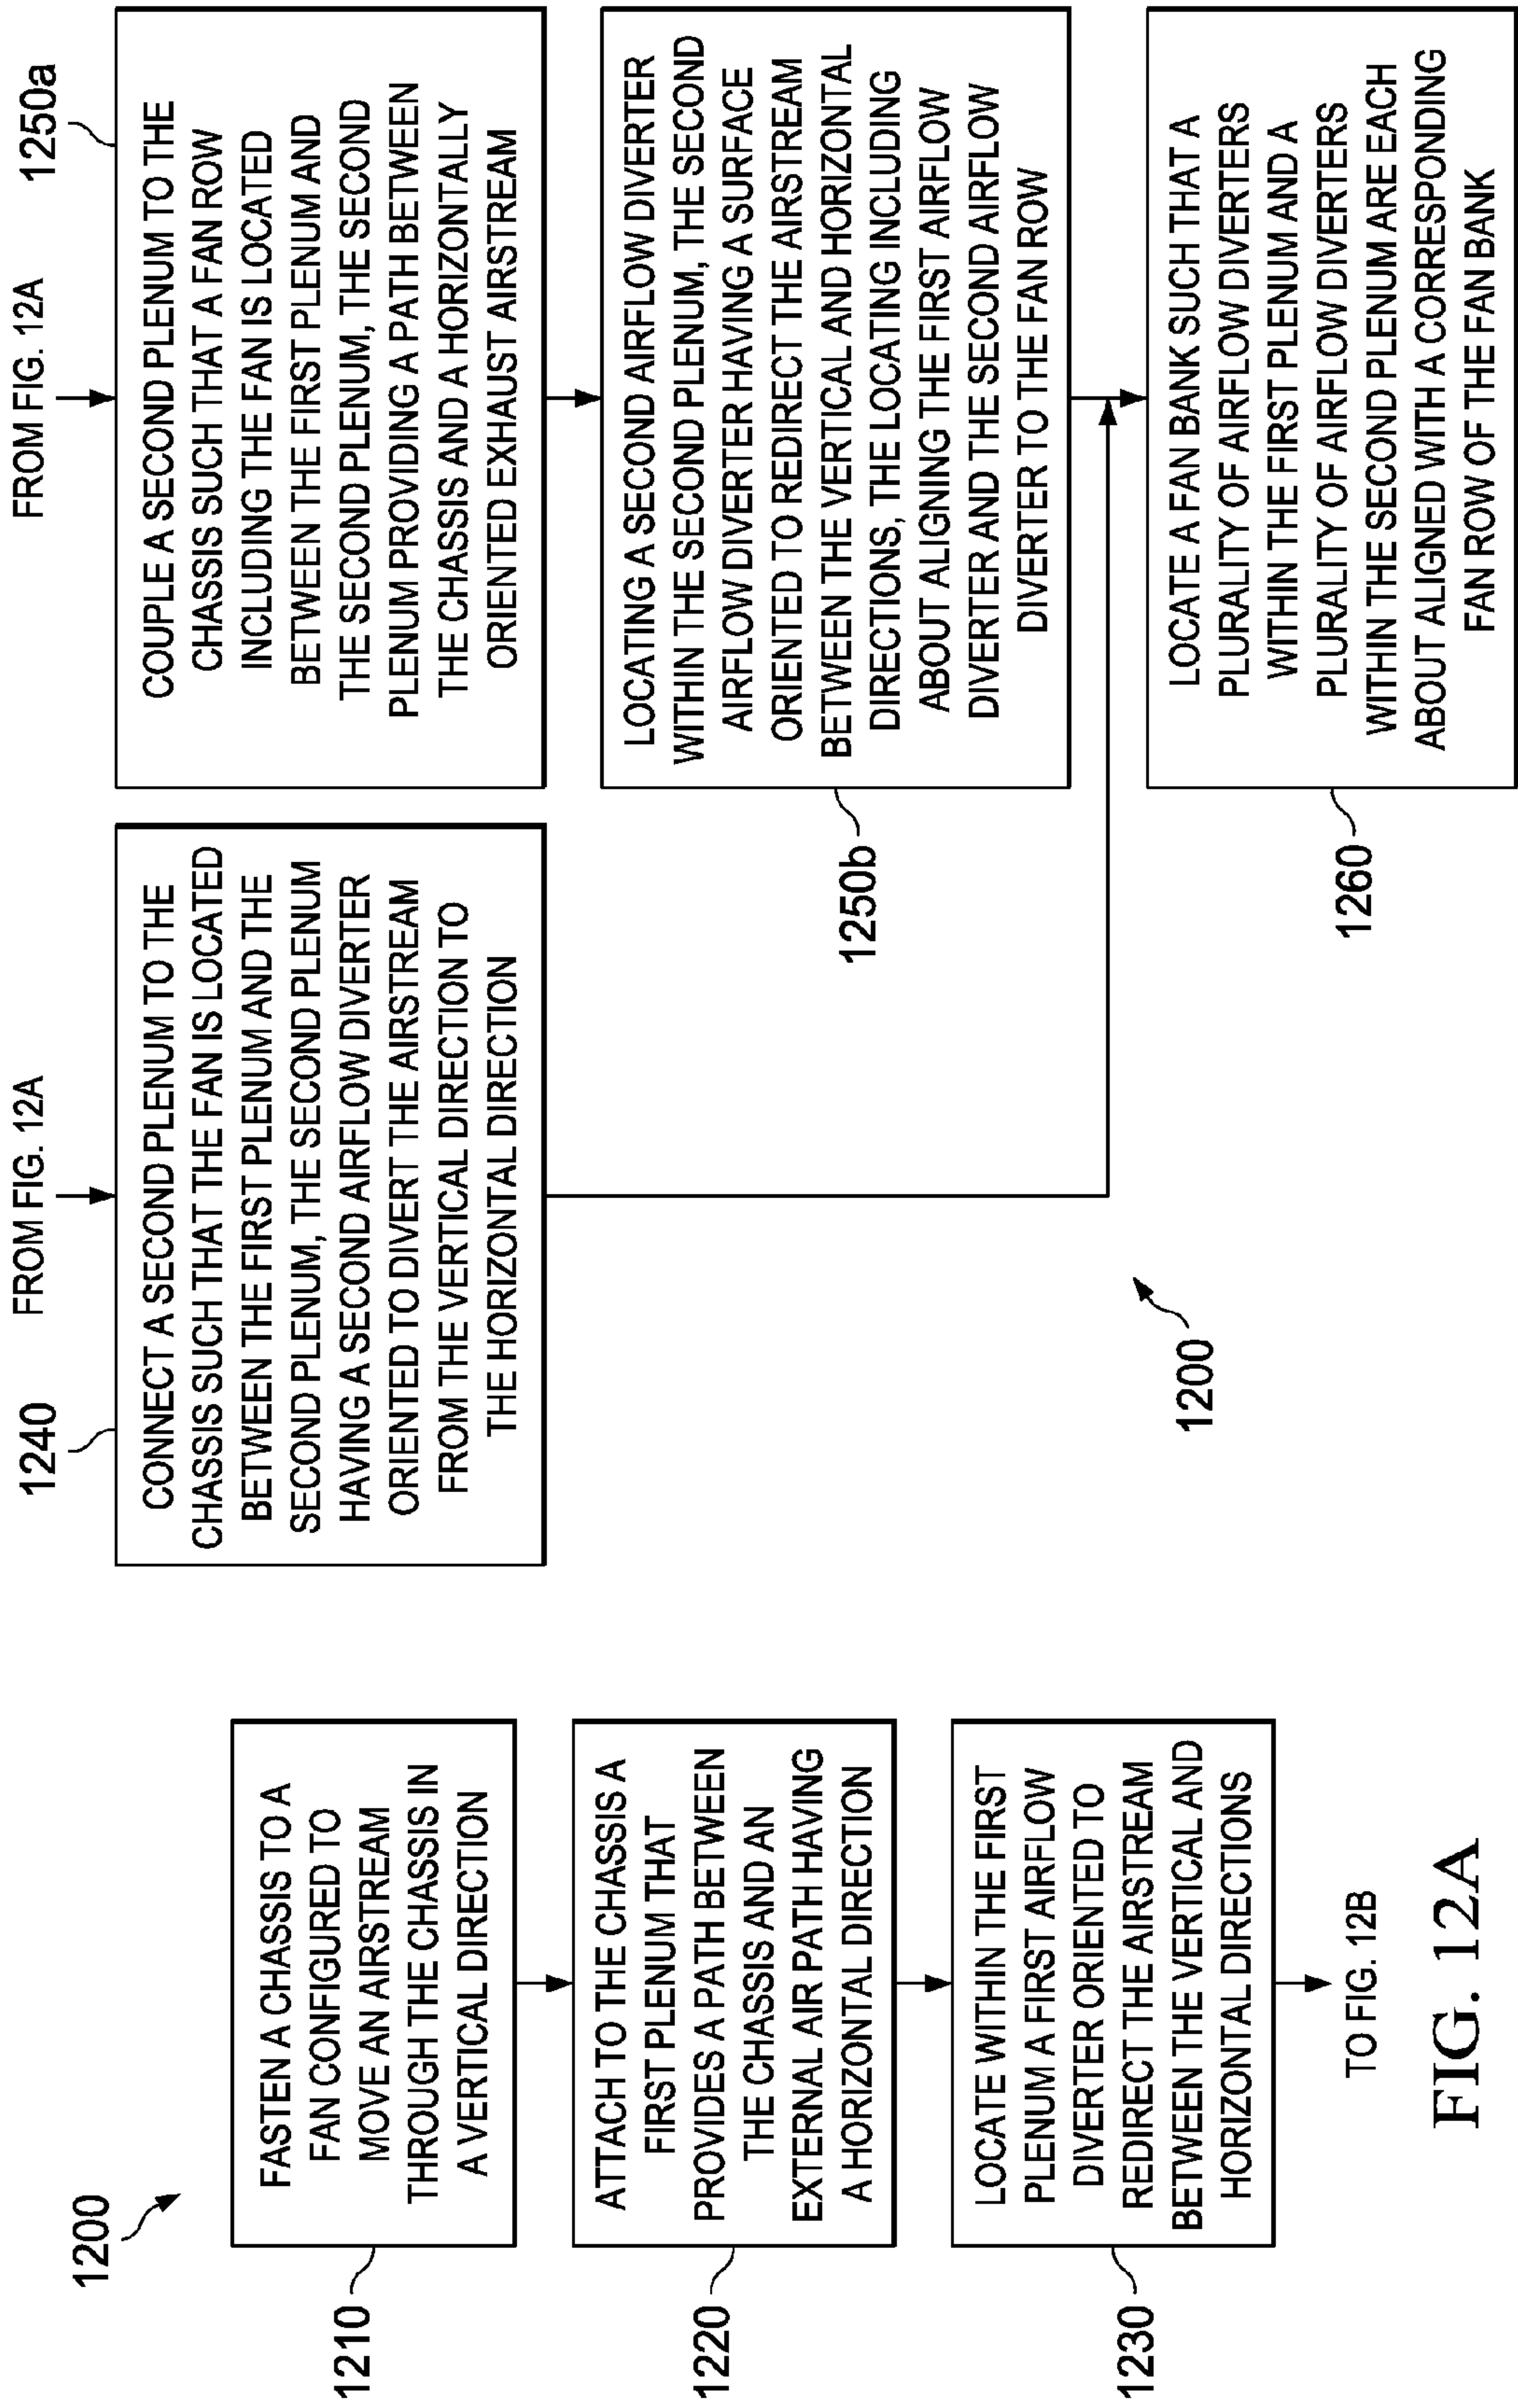 1200
1210
FASTEN A CHASSIS TO A
FAN CONFIGURED TO
MOVE AN AIRSTREAM
THROUGH THE CHASSIS IN
A VERTICAL DIRECTION
1220
ATTACH TO THE CHASSIS A
FIRST PLENUM THAT
PROVIDES A PATH BETWEEN
THE CHASSIS AND AN
EXTERNAL AIR PATH HAVING
A HORIZONTAL DIRECTION
1230
LOCATE WITHIN THE FIRST
PLENUM A FIRST AIRFLOW
DIVERTER ORIENTED TO
REDIRECT THE AIRSTREAM
BETWEEN THE VERTICAL AND
HORIZONTAL DIRECTIONS
TO FIG. 12B
FIG. 12A
FROM FIG. 12A
1240
CONNECT A SECOND PLENUM TO THE
CHASSIS SUCH THAT THE FAN IS LOCATED
BETWEEN THE FIRST PLENUM AND THE
SECOND PLENUM, THE SECOND PLENUM
HAVING A SECOND AIRFLOW DIVERTER
ORIENTED TO DIVERT THE AIRSTREAM
FROM THE VERTICAL DIRECTION TO
THE HORIZONTAL DIRECTION
1200
FROM FIG. 12A
1250a
COUPLE A SECOND PLENUM TO THE
CHASSIS SUCH THAT A FAN ROW
INCLUDING THE FAN IS LOCATED
BETWEEN THE FIRST PLENUM AND
THE SECOND PLENUM, THE SECOND
PLENUM PROVIDING A PATH BETWEEN
THE CHASSIS AND A HORIZONTALLY
ORIENTED EXHAUST AIRSTREAM
1250b
LOCATING A SECOND AIRFLOW DIVERTER
WITHIN THE SECOND PLENUM, THE SECOND
AIRFLOW DIVERTER HAVING A SURFACE
ORIENTED TO REDIRECT THE AIRSTREAM
BETWEEN THE VERTICAL AND HORIZONTAL
DIRECTIONS, THE LOCATING INCLUDING
ABOUT ALIGNING THE FIRST AIRFLOW
DIVERTER AND THE SECOND AIRFLOW
DIVERTER TO THE FAN ROW
1260
LOCATE A FAN BANK SUCH THAT A
PLURALITY OF AIRFLOW DIVERTERS
WITHIN THE FIRST PLENUM AND A
PLURALITY OF AIRFLOW DIVERTERS
WITHIN THE SECOND PLENUM ARE EACH
ABOUT ALIGNED WITH A CORRESPONDING
FAN ROW OF THE FAN BANK